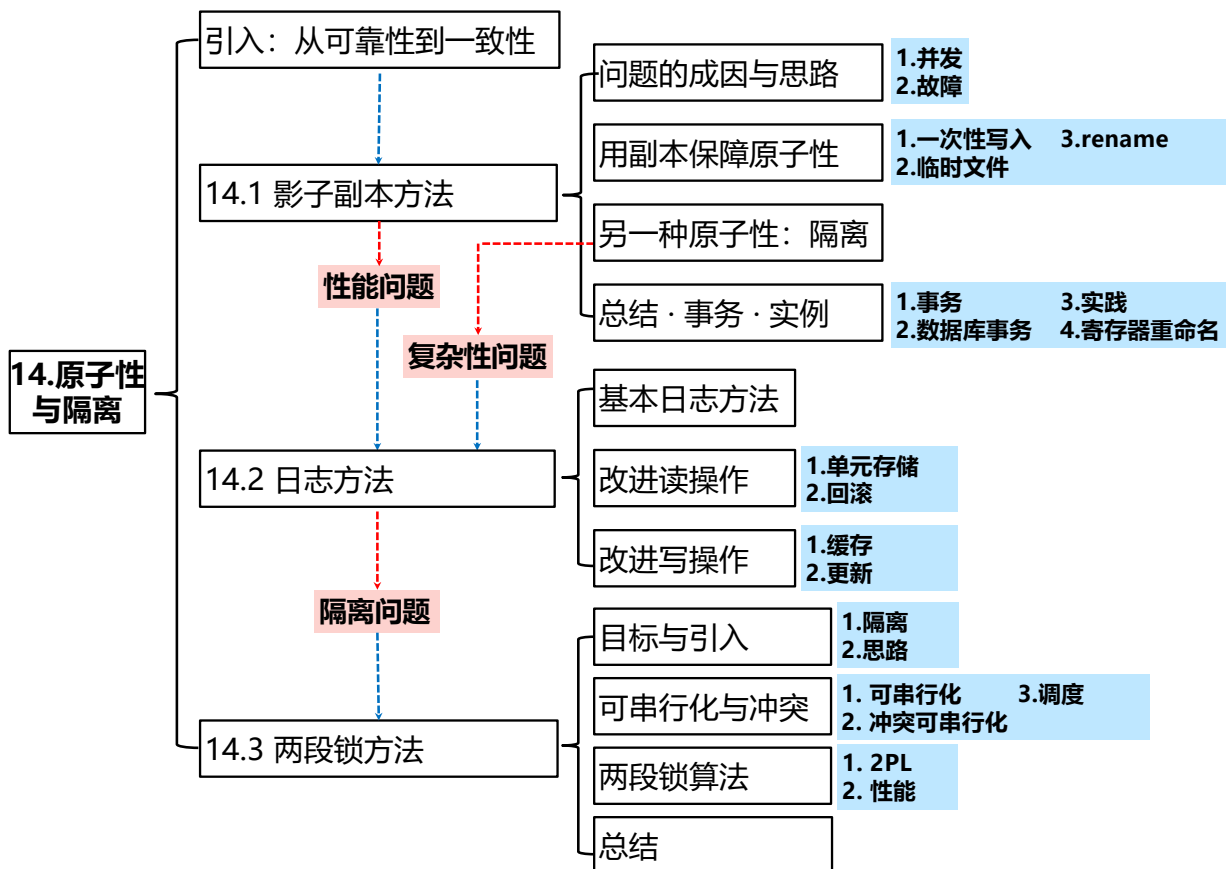 14.原子性
与隔离
引入：从可靠性到一致性
14.1 影子副本方法
问题的成因与思路
1.并发
2.故障
用副本保障原子性
1.一次性写入 3.rename
2.临时文件
另一种原子性：隔离
总结 · 事务 · 实例
1.事务 3.实践
2.数据库事务 4.寄存器重命名
性能问题
复杂性问题
14.2 日志方法
基本日志方法
改进读操作
1.单元存储
2.回滚
改进写操作
1.缓存
2.更新
隔离问题
14.3 两段锁方法
目标与引入
1.隔离
2.思路
可串行化与冲突
1. 可串行化 3.调度
2. 冲突可串行化
两段锁算法
1. 2PL
2. 性能
总结